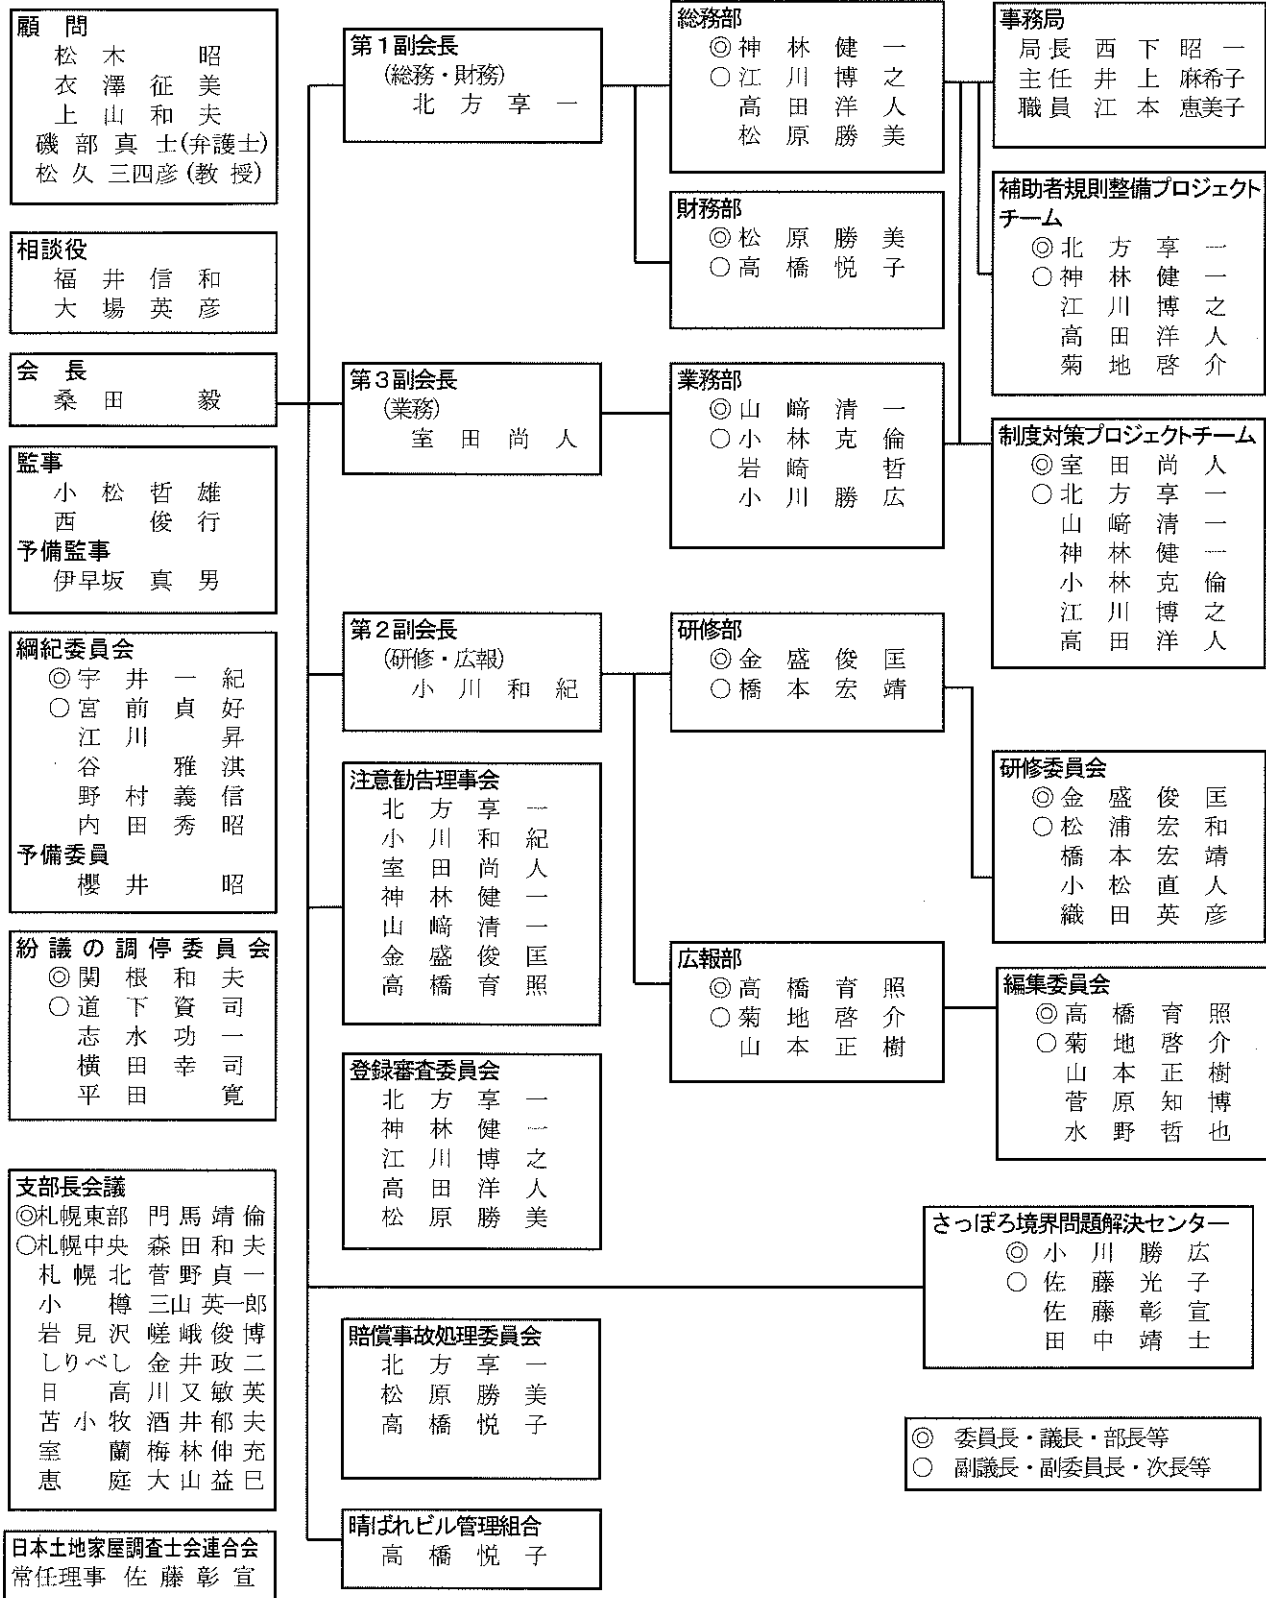 顧問
松木 昭
衣澤征美
上山和夫
磯部真士(弁護士)
松久三四彦(教授)
相談役
福井信和
大場英彦
会長
桑田 毅
監事
小松哲雄
西 俊行
予備監事
伊早坂真男
綱紀委員会
◎宇井一紀
○宮前貞好
江川 昇
谷 雅淇
野村義信
内田秀昭
予備委員
櫻井 昭
紛議の調停委員会
◎関根和夫
○道下資司
志水功一
横田幸司
平田 寛
支部長会議
◎札幌東部 門馬靖倫
○札幌中央 森田和夫
札幌北 菅野貞一
小樽 三山英一郎
岩見沢 嵯峨俊博
しりべし 金井政二
日高 川又敏英
苫小牧 酒井郁夫
室蘭 梅林伸充
恵庭 大山益巳
日本土地家屋調査士会連合会
常任理事 佐藤彰宣
第1副会長
(総務・財務)
北方享一
第3副会長
(業務)
室田尚人
第2副会長
(研修・広報)
小川和紀
注意勧告理事会
北方享一
小川和紀
室田尚人
神林健一
山﨑清一
金盛俊匡
高橋育照
登録審査委員会
北方享一
神林健一
江川博之
高田洋人
松原勝美
賠償事故処理委員会
北方享一
松原勝美
高橋悦子
晴ばれビル管理組合
高橋悦子
総務部
◎神林健一
○江川博之
高田洋人
松原勝美
財務部
◎松原勝美
○高橋悦子
業務部
◎山﨑清一
○小林克倫
岩崎 哲
小川勝広
研修部
◎金盛俊匡
○橋本宏靖
広報部
◎高橋育照
○菊地啓介
山本正樹
事務局
局長 西下昭一
主任 井上麻希子
職員 江本恵美子
補助者規則整備プロジェクト
チーム
◎北方享一
○神林健一
江川博之
高田洋人
菊地啓介
制度対策プロジェクトチーム
◎室田尚人
○北方享一
山﨑清一
神林健一
小林克倫
江川博之
高田洋人
研修委員会
◎金盛俊匡
○松浦宏和
橋本宏靖
小松直人
織田英彦
編集委員会
◎高橋育照
○菊地啓介
山本正樹
菅原知博
水野哲也
さっぽろ境界問題解決センター
◎小川勝広
○佐藤光子
佐藤彰宣
田中靖士
◎ 委員長・議長・部長等
○ 副議長・副委員長・次長等